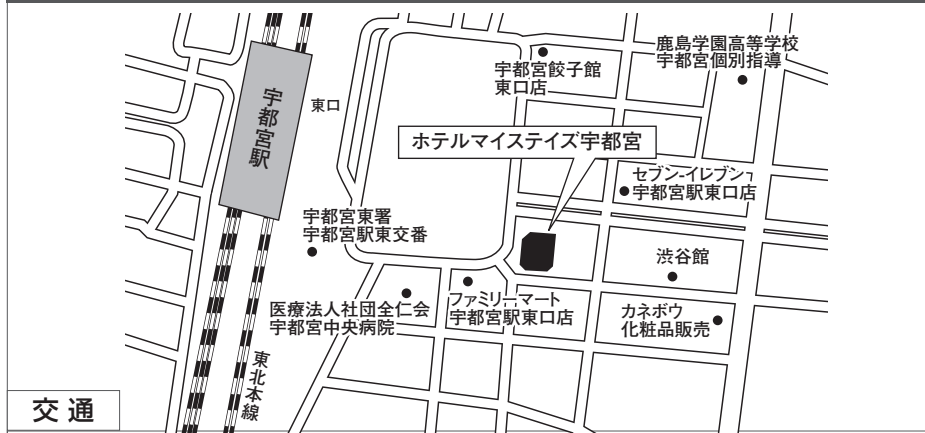 鹿島学園高等学校
宇都宮個別指導
宇都宮餃子館
東口店
宇都宮駅
東口
ホテルマイステイズ宇都宮
セブン-イレブン
宇都宮駅東口店
宇都宮東署
宇都宮駅東交番
渋谷館
医療法人社団全仁会
宇都宮中央病院
ファミリーマート
宇都宮駅東口店
カネボウ
化粧品販売
東北本線
交通